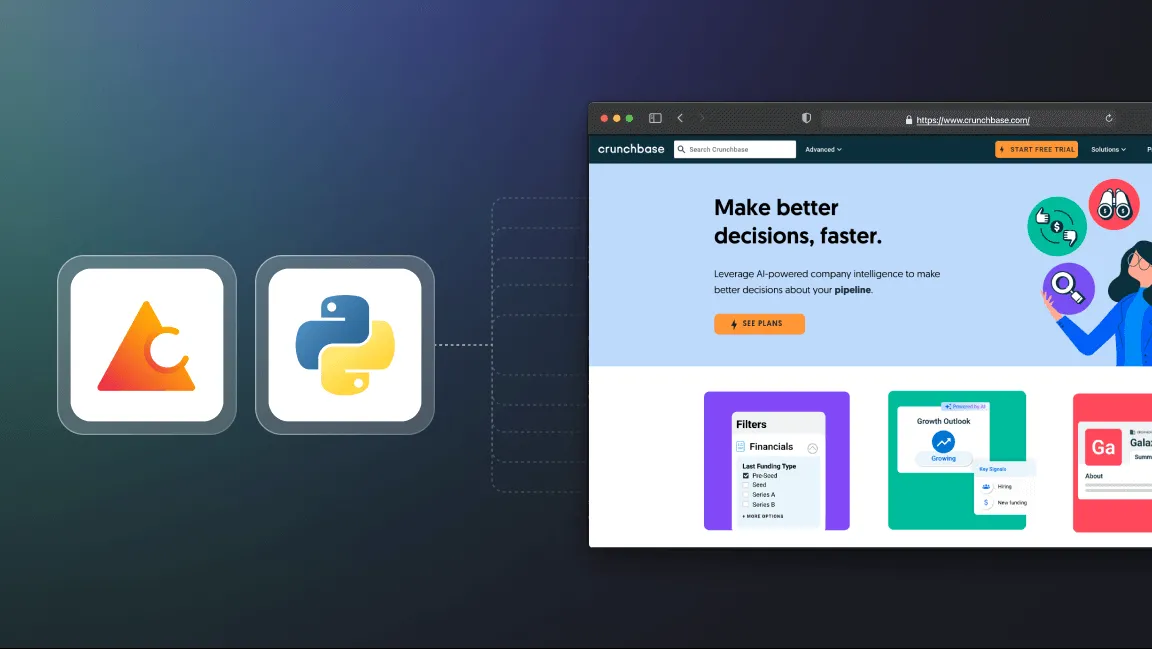 https://www.crunchbase.com/
crunchbase
Search Crunchbase
Advanced
START FREE TRIAL
Solutions
Make better
decisions, faster.
Leverage AI-powered company intelligence to make
better decisions about your pipeline.
SEE PLANS
Filters
Financials
Last Funding Type
Pre-Seed
Seed
Series A
Series B
+ MORE OPTIONS
Powered by AI
Growth Outlook
Growing
Key Signals
Hiring
New funding
Ga
About